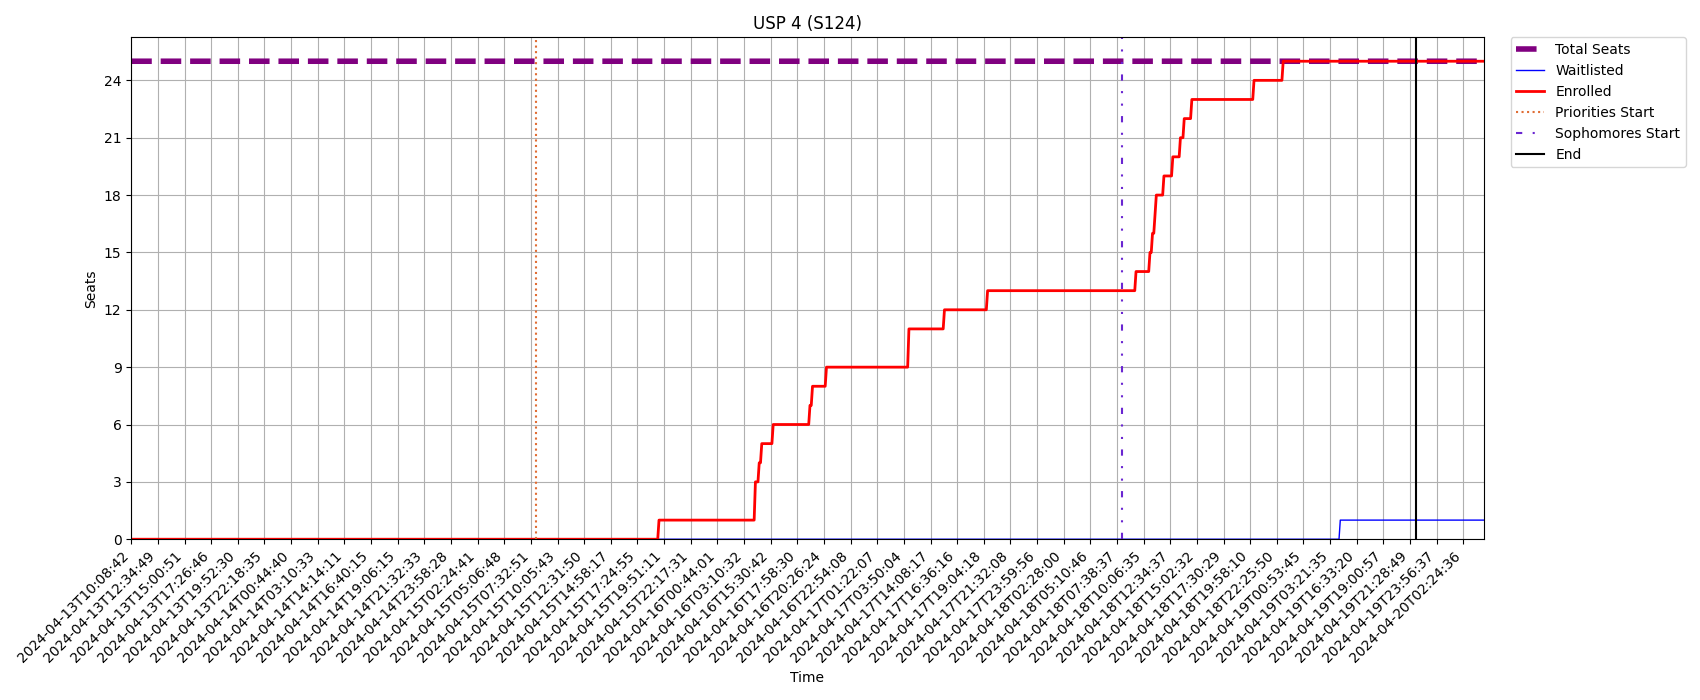 USP 4 (S124)
Total Seats
Waitlisted
Enrolled
Priorities Start
Sophomores Start
End
Seats
24
21
18
15
12
9
6
3
0
2024-04-13T10:08:42
2024-04-13T12:34:49
2024-04-13T15:00:51
2024-04-13T17:26:46
2024-04-13T19:52:30
2024-04-13T22:18:35
2024-04-14T00:44:40
2024-04-14T03:10:33
2024-04-14T14:14:11
2024-04-14T16:40:15
2024-04-14T19:06:15
2024-04-14T21:32:33
2024-04-14T23:58:28
2024-04-15T02:24:41
2024-04-15T05:06:48
2024-04-15T07:32:51
2024-04-15T10:05:43
2024-04-15T12:31:50
2024-04-15T14:58:17
2024-04-15T17:24:55
2024-04-15T19:51:11
2024-04-15T22:17:31
2024-04-16T00:44:01
2024-04-16T03:10:32
2024-04-16T15:30:42
2024-04-16T17:58:30
2024-04-16T20:26:24
2024-04-16T22:54:08
2024-04-17T01:22:07
2024-04-17T03:50:04
2024-04-17T14:08:17
2024-04-17T16:36:16
2024-04-17T19:04:18
2024-04-17T21:32:08
2024-04-17T23:59:56
2024-04-18T02:28:00
2024-04-18T05:10:46
2024-04-18T07:38:37
2024-04-18T10:06:35
2024-04-18T12:34:37
2024-04-18T15:02:32
2024-04-18T17:30:29
2024-04-18T19:58:10
2024-04-18T22:25:50
2024-04-19T00:53:45
2024-04-19T03:21:35
2024-04-19T16:33:20
2024-04-19T19:00:57
2024-04-19T21:28:49
2024-04-19T23:56:37
2024-04-20T02:24:36
Time